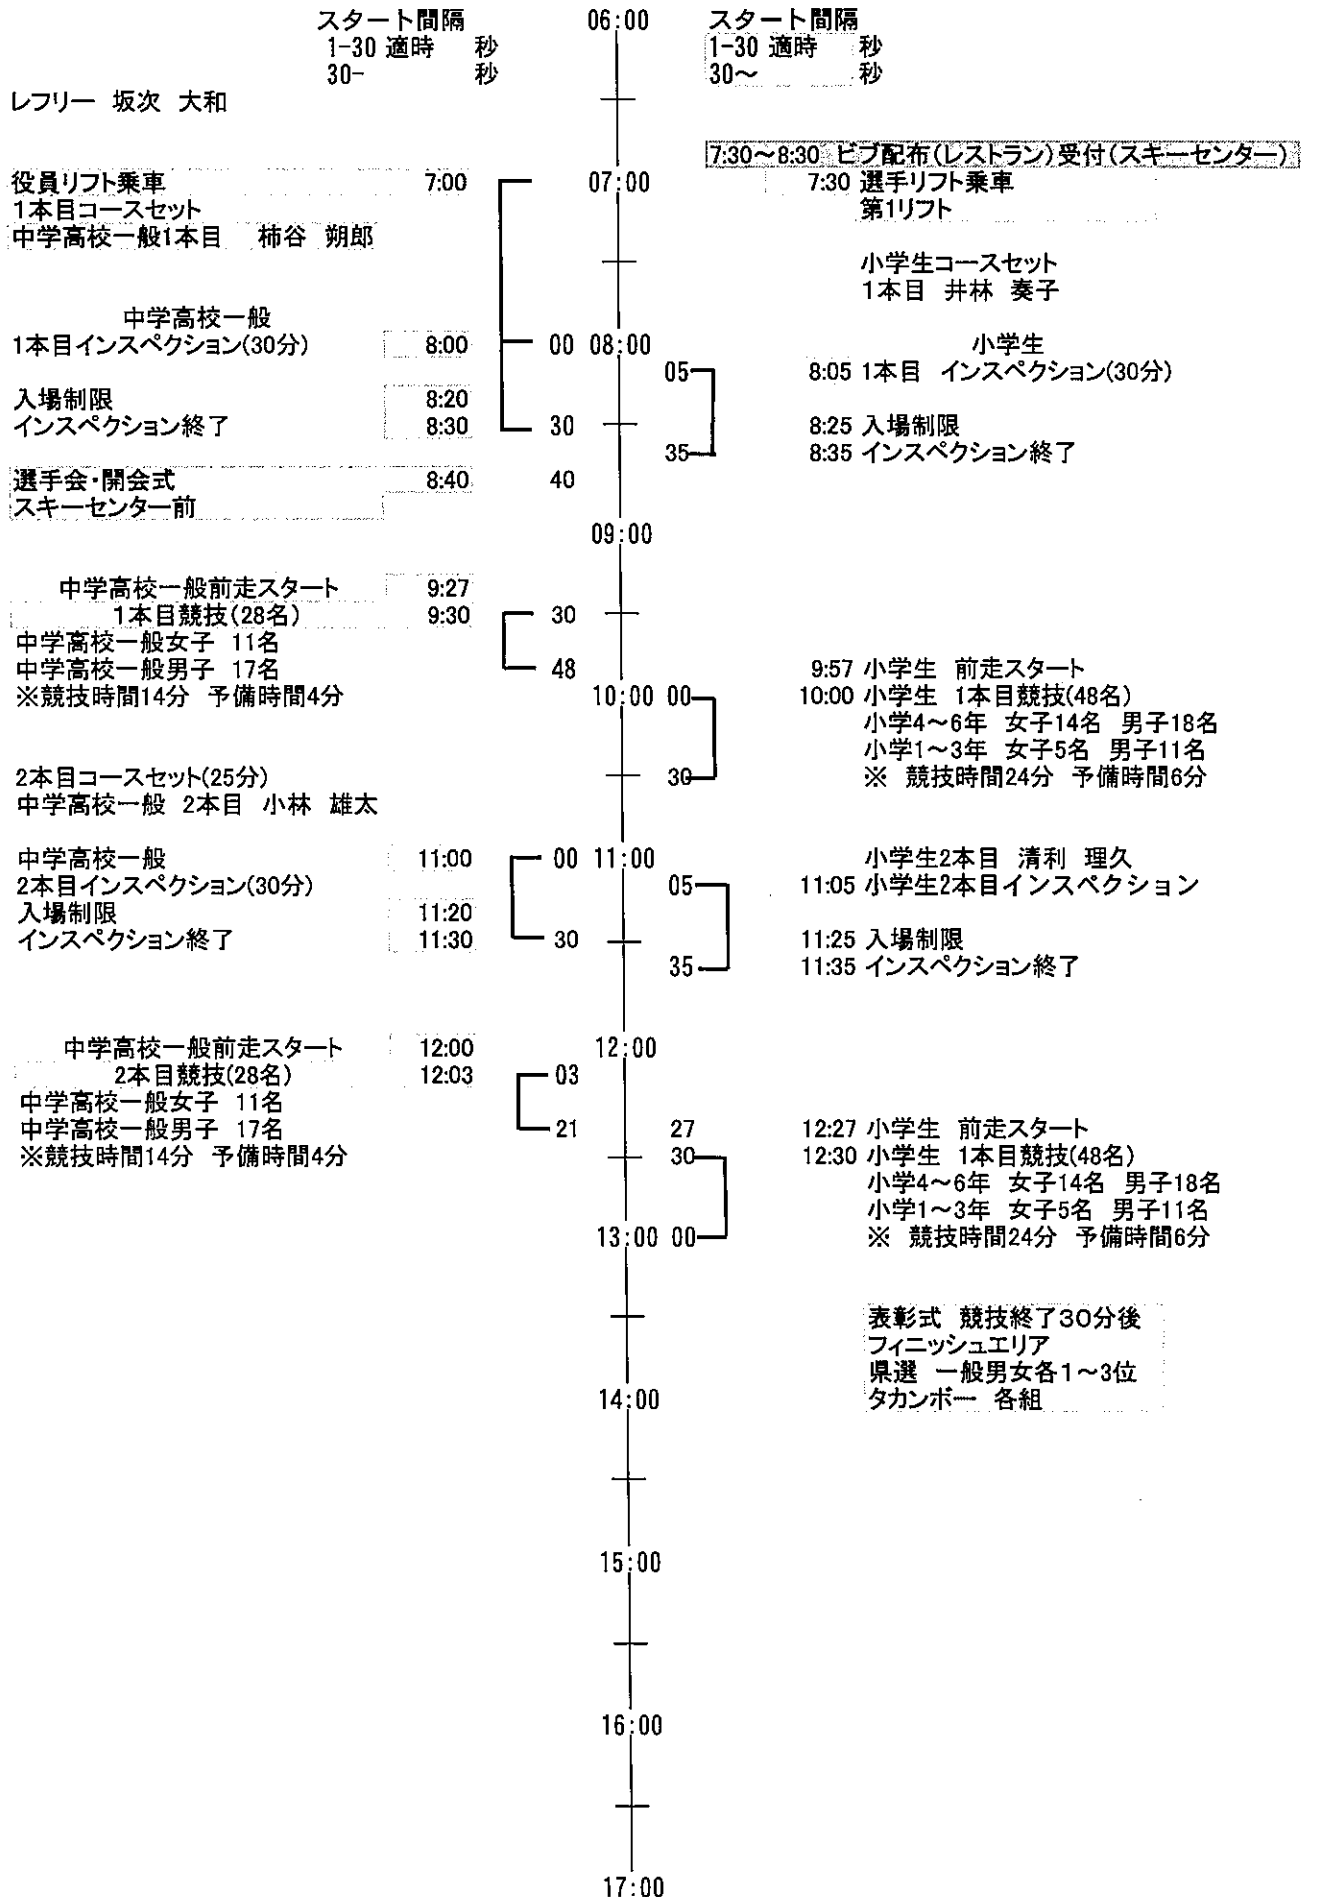 スタート間隔 06:00 スタート間隔
1-30 適時 秒 1-30 適時 秒
30- 秒 30～ 秒
レフリー 坂次 大和
7:30～8:30 ビブ配布(レストラン)受付(スキーセンター)
役員リフト乗車 7:00 07:00 7:30 選手リフト乗車
1本目コースセット 第1リフト
中学高校一般1本目 柿谷 朔郎
小学生コースセット
1本目 井林 奏子
中学高校一般
1本目インスペクション(30分) 8:00 00 08:00 小学生
05 8:05 1本目 インスペクション(30分)
入場制限 8:20 8:25 入場制限
インスペクション終了 8:30 30
35 8:35 インスペクション終了
選手会・開会式 8:40 40
スキーセンター前
09:00
中学高校一般前走スタート 9:27
1本目競技(28名) 9:30 30
中学高校一般女子 11名
中学高校一般男子 17名 48 9:57 小学生 前走スタート
※競技時間14分 予備時間4分 10:00 00 10:00 小学生 1本目競技(48名)
小学4～6年 女子14名 男子18名
小学1～3年 女子5名 男子11名
2本目コースセット(25分) 30 ※ 競技時間24分 予備時間6分
中学高校一般 2本目 小林 雄太
中学高校一般 11:00 00 11:00 小学生2本目 清利 理久
2本目インスペクション(30分) 05 11:05 小学生2本目インスペクション
入場制限 11:20
インスペクション終了 11:30 30 11:25 入場制限
35 11:35 インスペクション終了
中学高校一般前走スタート 12:00 12:00
2本目競技(28名) 12:03 03
中学高校一般女子 11名
中学高校一般男子 17名 21 27 12:27 小学生 前走スタート
※競技時間14分 予備時間4分 30 12:30 小学生 1本目競技(48名)
小学4～6年 女子14名 男子18名
小学1～3年 女子5名 男子11名
13:00 00 ※ 競技時間24分 予備時間6分
表彰式 競技終了30分後
フィニッシュエリア
県選 一般男女各1～3位
14:00 タカンボー 各組
15:00
16:00
17:00